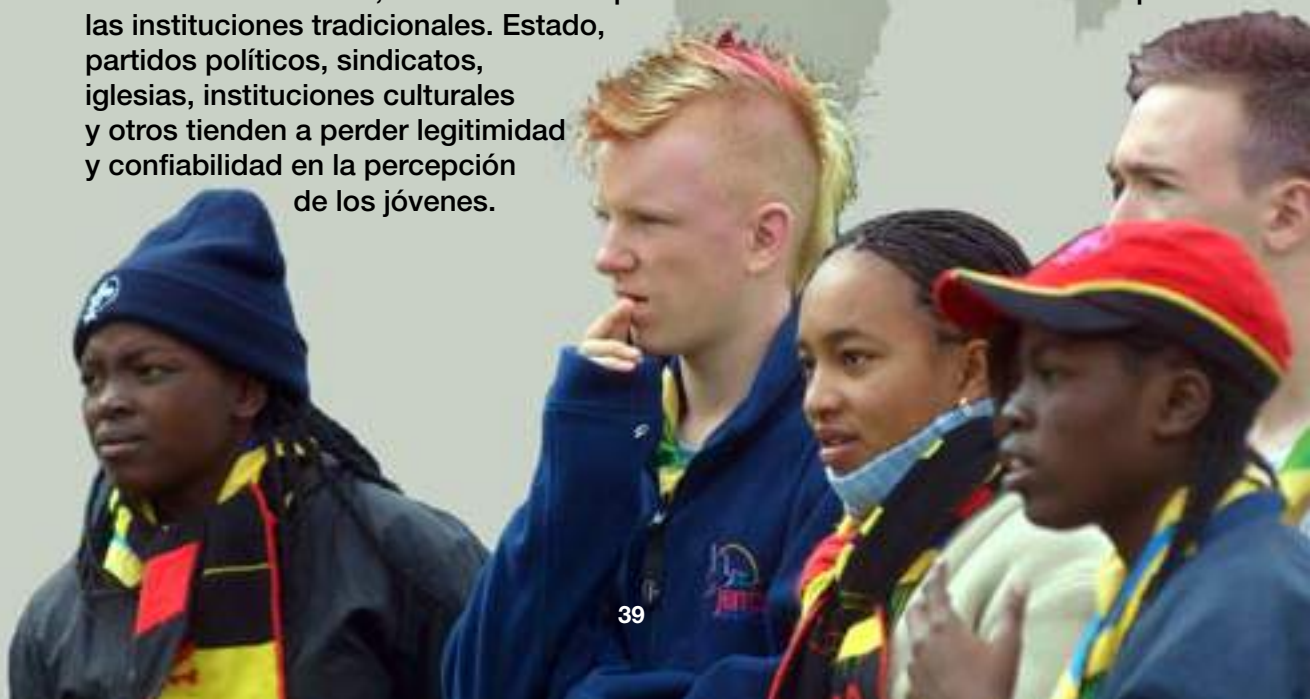 las instituciones tradicionales. Estado,
partidos políticos, sindicatos,
iglesias, instituciones culturales
y otros tienden a perder legitimidad
y confiabilidad en la percepción
de los jóvenes.
39